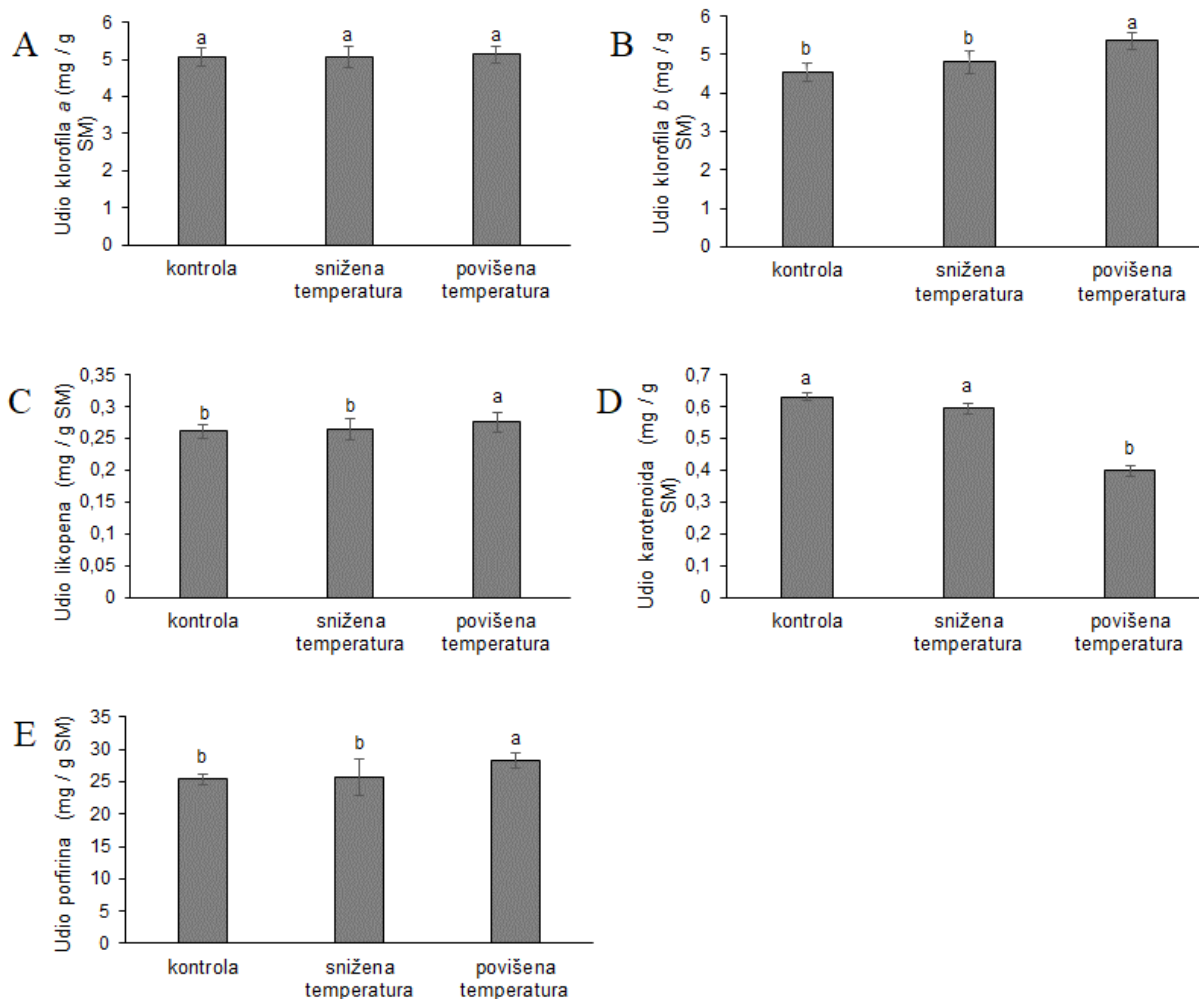 A
Udio klorofila a (mg / g
SM)
6
5
4
3
2
1
0
a
a
a
kontrola
snižena
temperatura
povišena
temperatura
B
Udio klorofila b (mg / g
SM)
6
5
4
3
2
1
0
b
b
a
kontrola
snižena
temperatura
povišena
temperatura
C
Udio likopena (mg / g SM)
0,35
0,3
0,25
0,2
0,15
0,1
0,05
0
b
b
a
kontrola
snižena
temperatura
povišena
temperatura
D
Udio karotenoida (mg / g
SM)
0,7
0,6
0,5
0,4
0,3
0,2
0,1
0
a
a
b
kontrola
snižena
temperatura
povišena
temperatura
E
Udio porfirina (mg / g SM)
35
30
25
20
15
10
5
0
b
b
a
kontrola
snižena
temperatura
povišena
temperatura